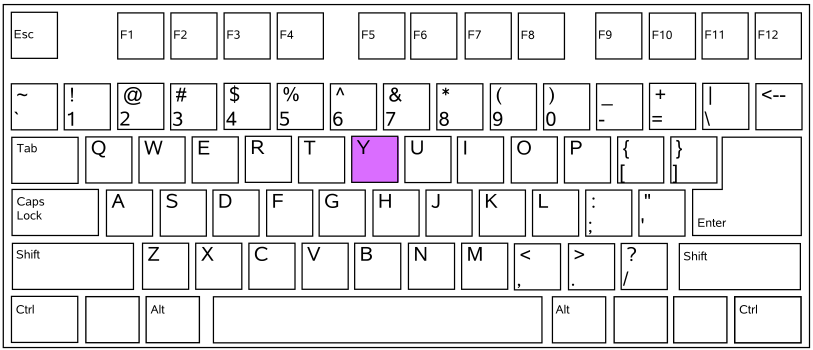 Esc F1 F2 F3 F4 F5 F6 F7 F8 F9 F10 F11 F12
~ ! @ # $ % ^ & * ( ) _ + | <--
` 1 2 3 4 5 6 7 8 9 0 - = \
Tab Q W E R T Y U I O P { }
[ ]
Caps A S D F G H J K L : "
Lock ; '
Enter
Shift Z X C V B N M < > ? Shift
, . /
Ctrl Alt Alt Ctrl